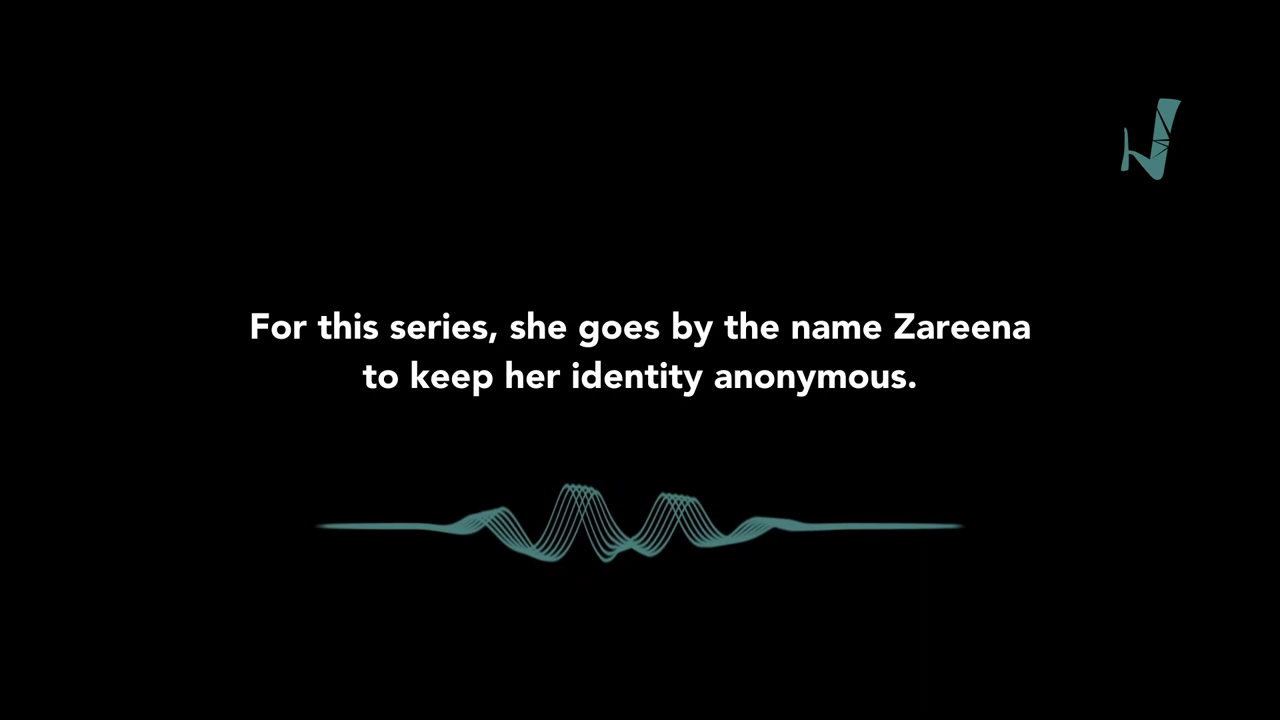 For this series, she goes by the name Zareena
to keep her identity anonymous.